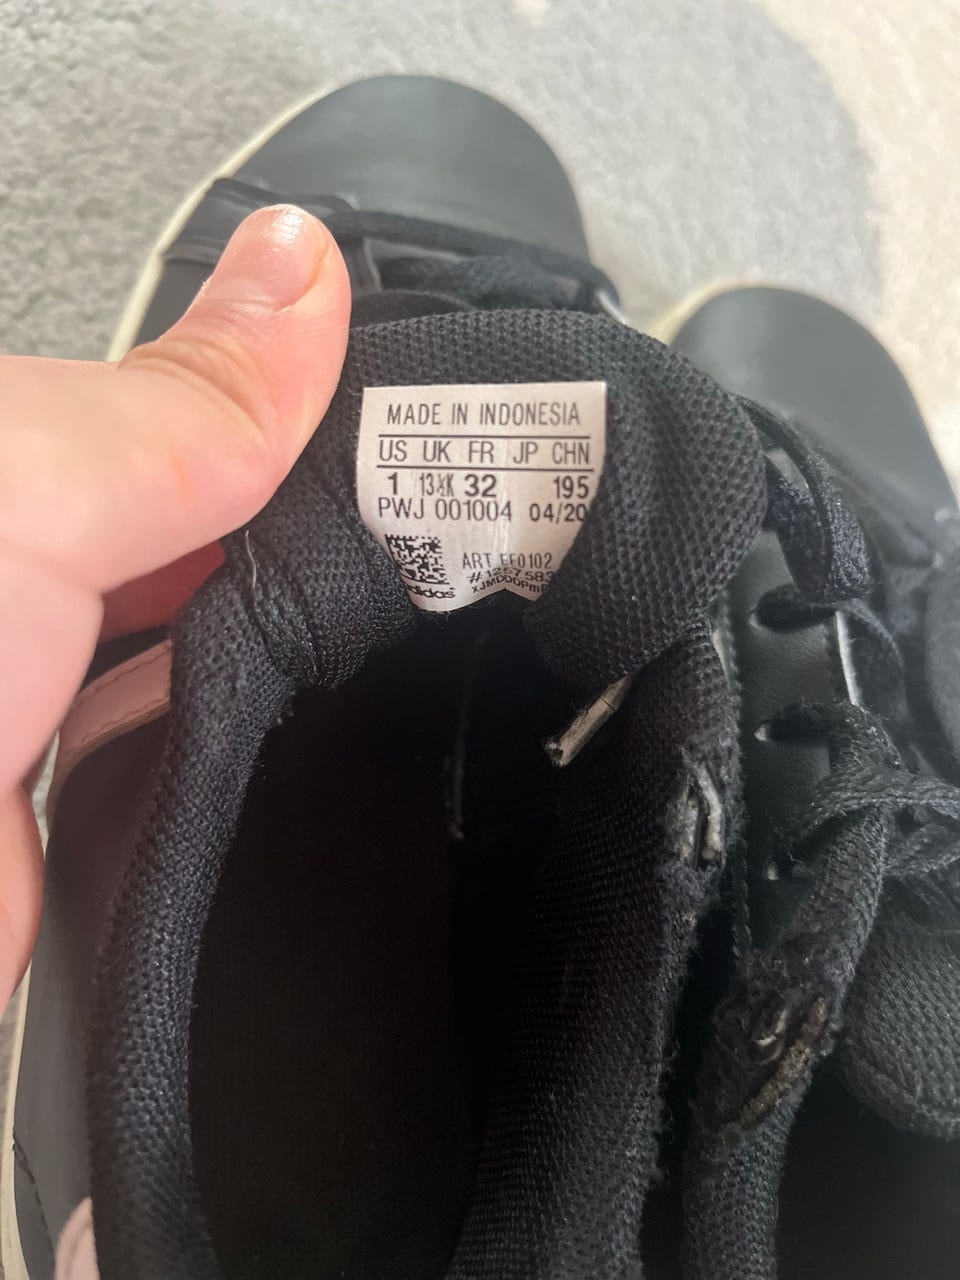 MADE IN INDONESIA
US UK FR JP CHN
1 13½K 32 195
PWJ 001004 04/20
ART EF0102
adidas